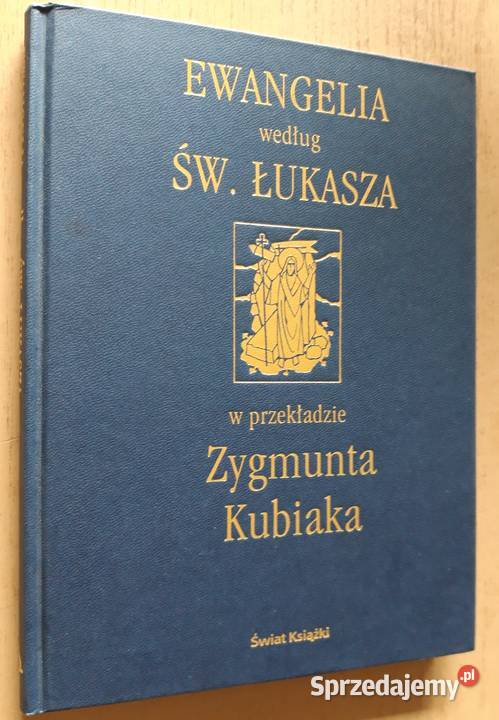 EWANGELIA
według
ŚW. ŁUKASZA
w przekładzie
Zygmunta
Kubiaka
Świat Książki
Sprzedajemy.pl